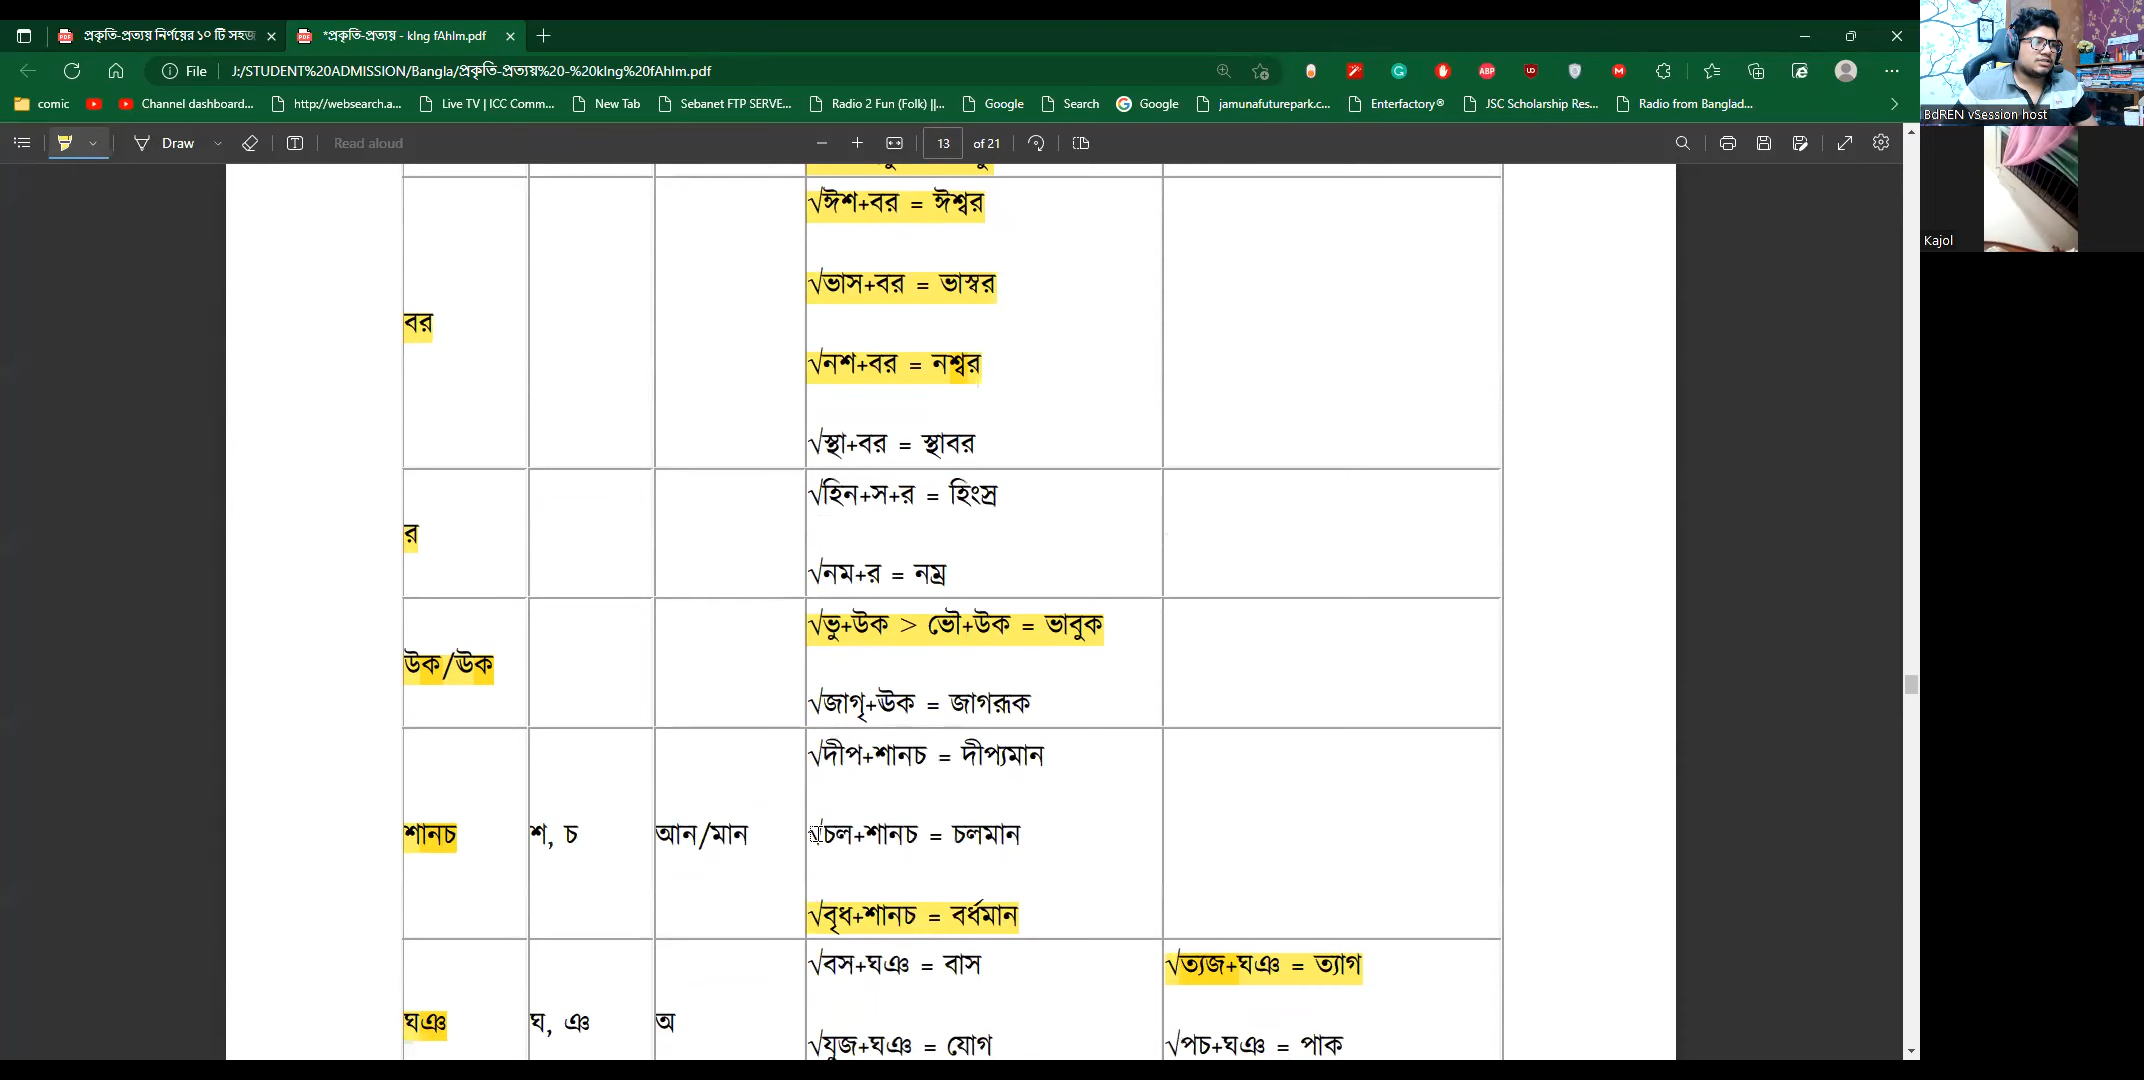 প্রকৃতি-প্রত্যয় নির্ণয়ের ১০ টি সহজ
*প্রকৃতি-প্রত্যয় - kIng fAhIm.pdf
File J:/STUDENT%20ADMISSION/Bangla/প্রকৃতি-প্রত্যয়%20-%20kIng%20fAhIm.pdf
comic Channel dashboard... http://websearch.a... Live TV | ICC Comm... New Tab Sebanet FTP SERVE... Radio 2 Fun (Folk) ||... Google Search Google jamunafuturepark.c... Enterfactory® JSC Scholarship Res... Radio from Banglad...
Draw Read aloud 13 of 21
BdREN vSession host
Kajol
√ঈশ+বর = ঈশ্বর
√ভাস+বর = ভাস্বর
বর
√নশ+বর = নশ্বর
√স্থা+বর = স্থাবর
√হিন+স+র = হিংস্র
র
√নম+র = নম্র
√ভু+উক > ভৌ+উক = ভাবুক
উক/ঊক
√জাগৃ+ঊক = জাগরূক
√দীপ+শানচ = দীপ্যমান
শানচ শ, চ আন/মান √চল+শানচ = চলমান
√বৃধ+শানচ = বর্ধমান
√বস+ঘঞ = বাস √ত্যজ+ঘঞ = ত্যাগ
ঘঞ ঘ, ঞ অ
√যুজ+ঘঞ = যোগ √পচ+ঘঞ = পাক